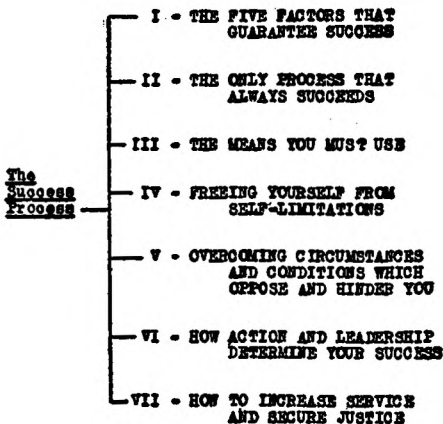 I - THE FIVE FACTORS THAT
GUARANTEE SUCCESS
II - THE ONLY PROCESS THAT
ALWAYS SUCCEEDS
III - THE MEANS YOU MUST USE
The
Success
Process
IV - FREEING YOURSELF FROM
SELF-LIMITATIONS
V - OVERCOMING CIRCUMSTANCES
AND CONDITIONS WHICH
OPPOSE AND HINDER YOU
VI - HOW ACTION AND LEADERSHIP
DETERMINE YOUR SUCCESS
VII - HOW TO INCREASE SERVICE
AND SECURE JUSTICE